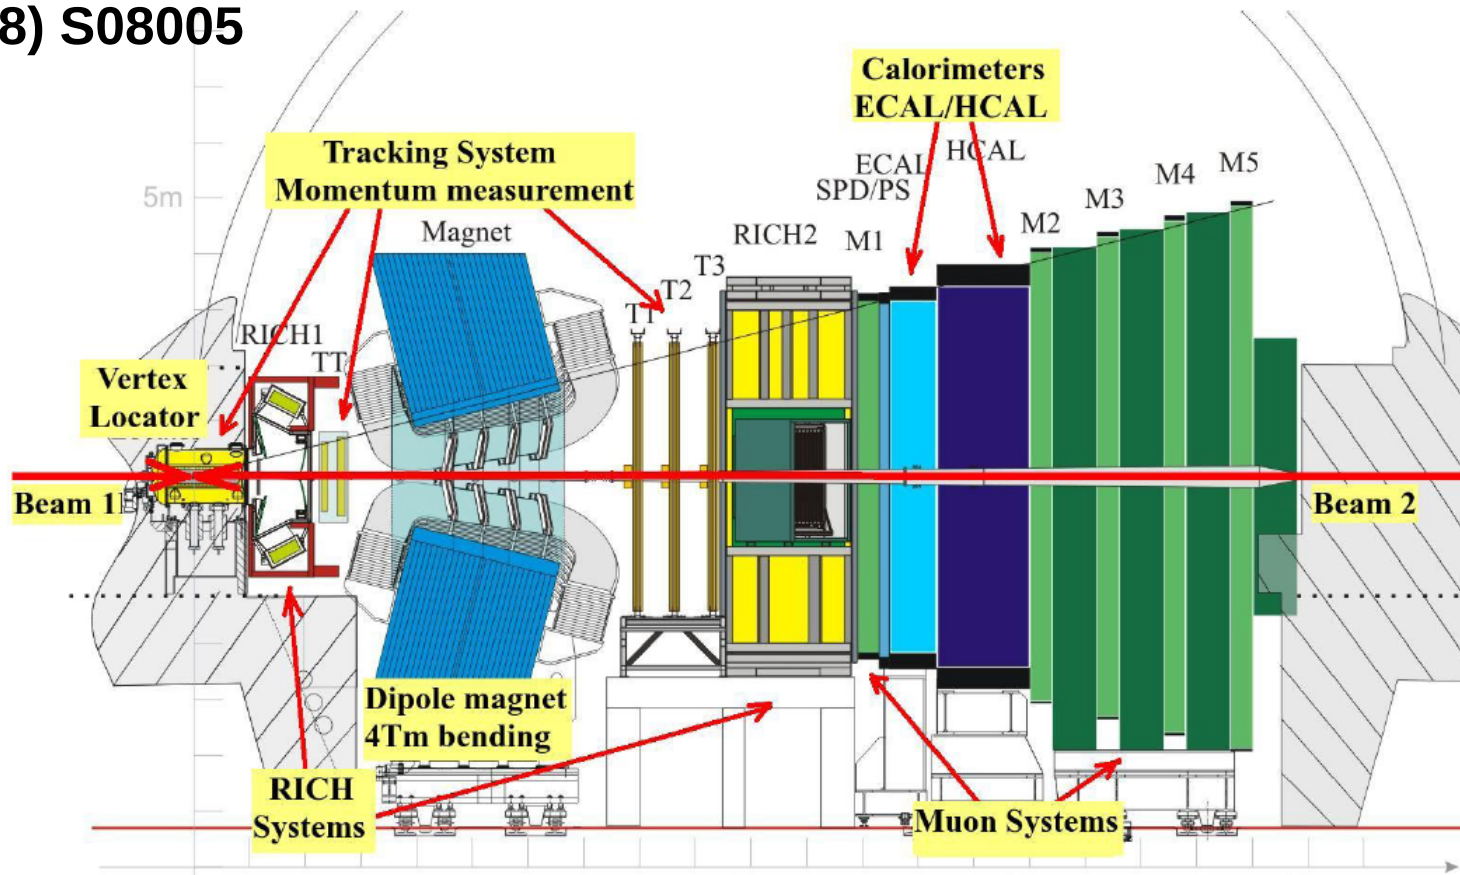 8) S08005
Calorimeters
ECAL/HCAL
Tracking System
Momentum measurement
5m
Magnet
ECAL
HCAL
SPD/PS
M1
M2
M3
M4
M5
RICH2
T3
T2
T1
RICH1
TT
Vertex
Locator
Beam 1
Beam 2
Dipole magnet
4Tm bending
RICH
Systems
Muon Systems